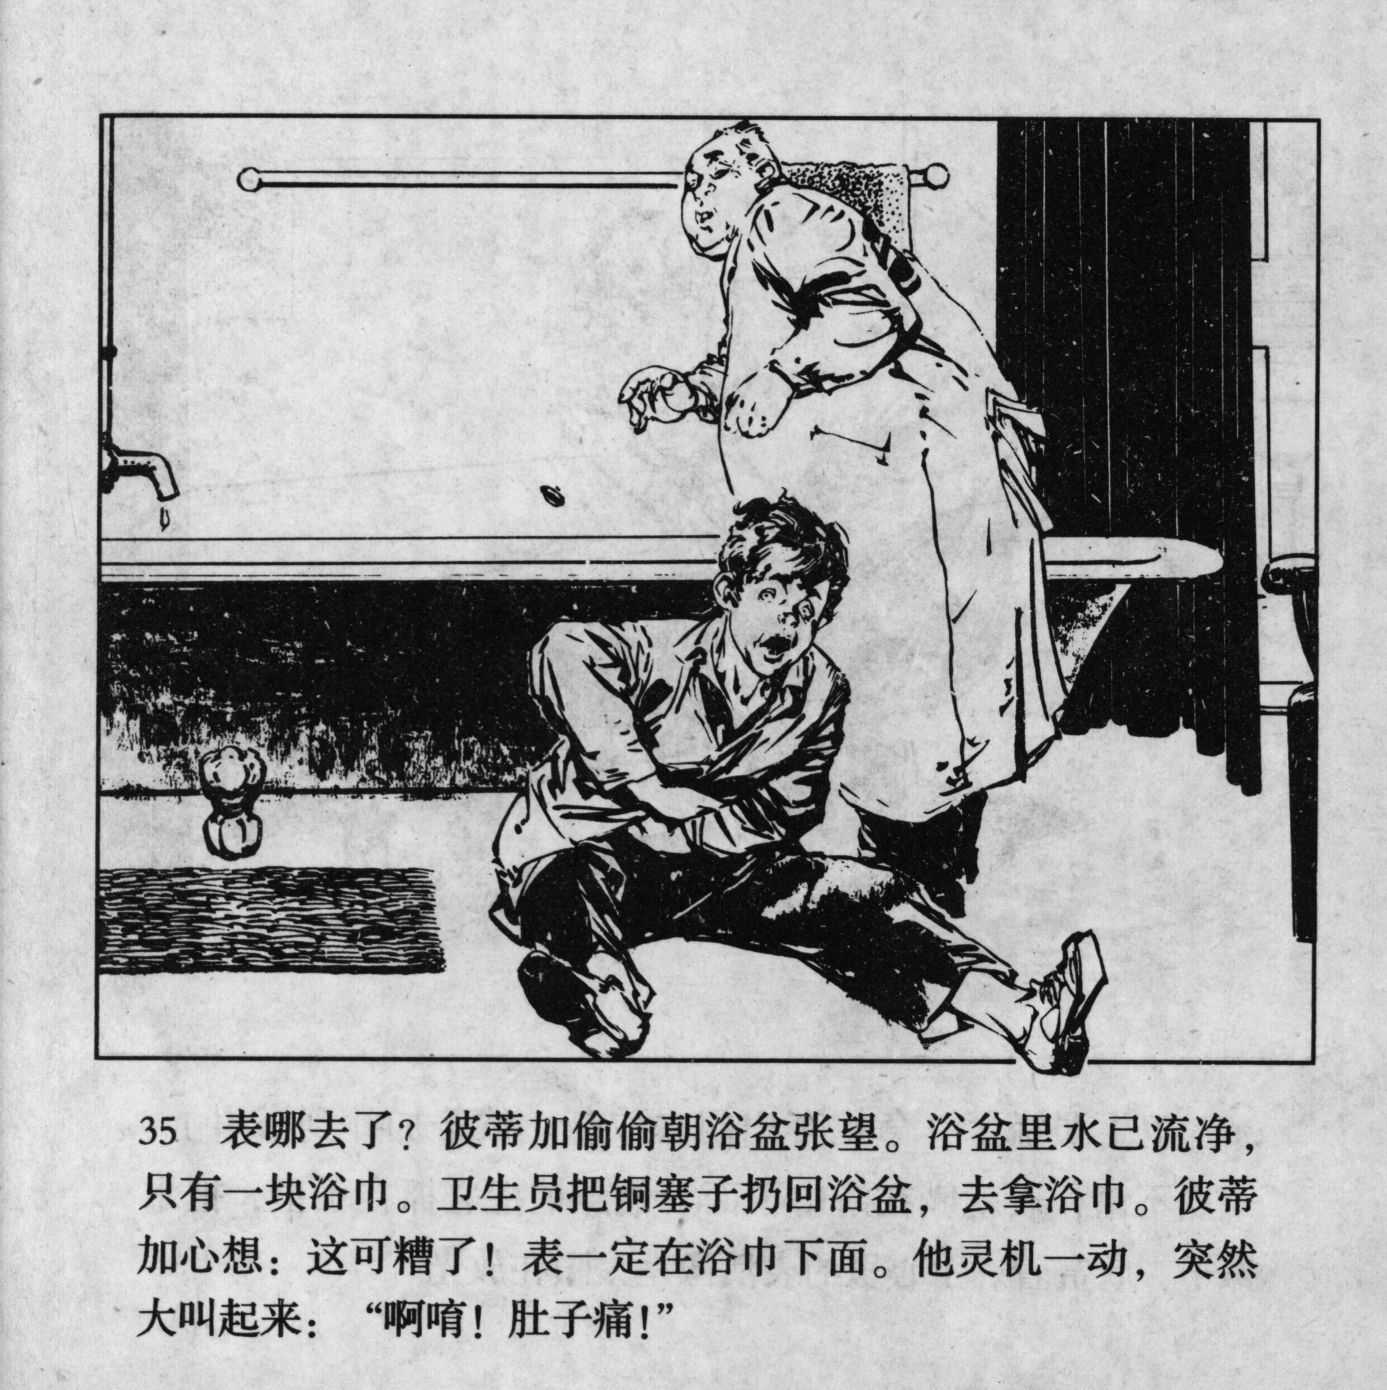 35　表哪去了？彼蒂加偷偷朝浴盆张望。浴盆里水已流净，
只有一块浴巾。卫生员把铜塞子扔回浴盆，去拿浴巾。彼蒂
加心想：这可糟了！表一定在浴巾下面。他灵机一动，突然
大叫起来：“啊唷！肚子痛！”